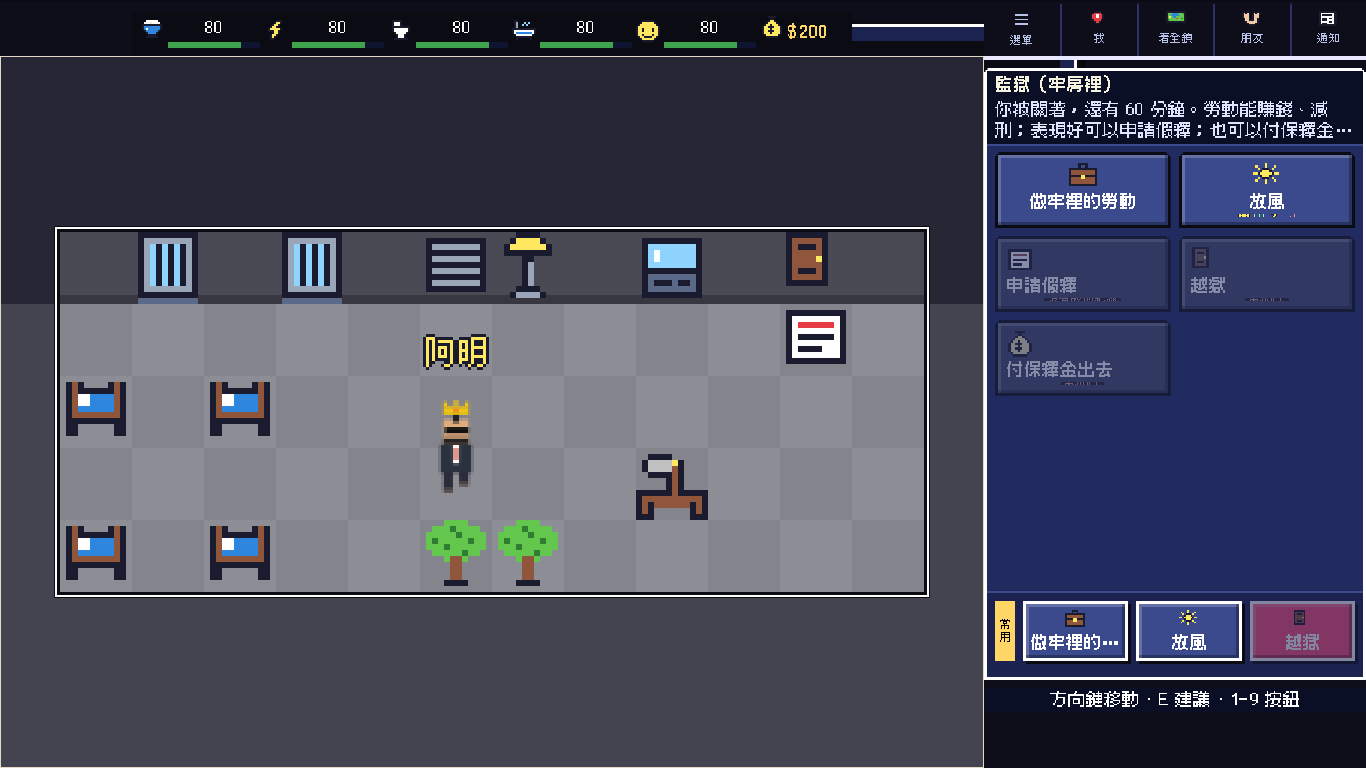 80
80
80
80
80
$200
選單
我
看全鎮
朋友
通知
監獄（牢房裡）
你被關著，還有 60 分鐘。勞動能賺錢、減
刑；表現好可以申請假釋；也可以付保釋金…
做牢裡的勞動
放風
申請假釋
越獄
付保釋金出去
阿明
常用
做牢裡的…
放風
越獄
方向鍵移動 · E 建議 · 1-9 按鈕